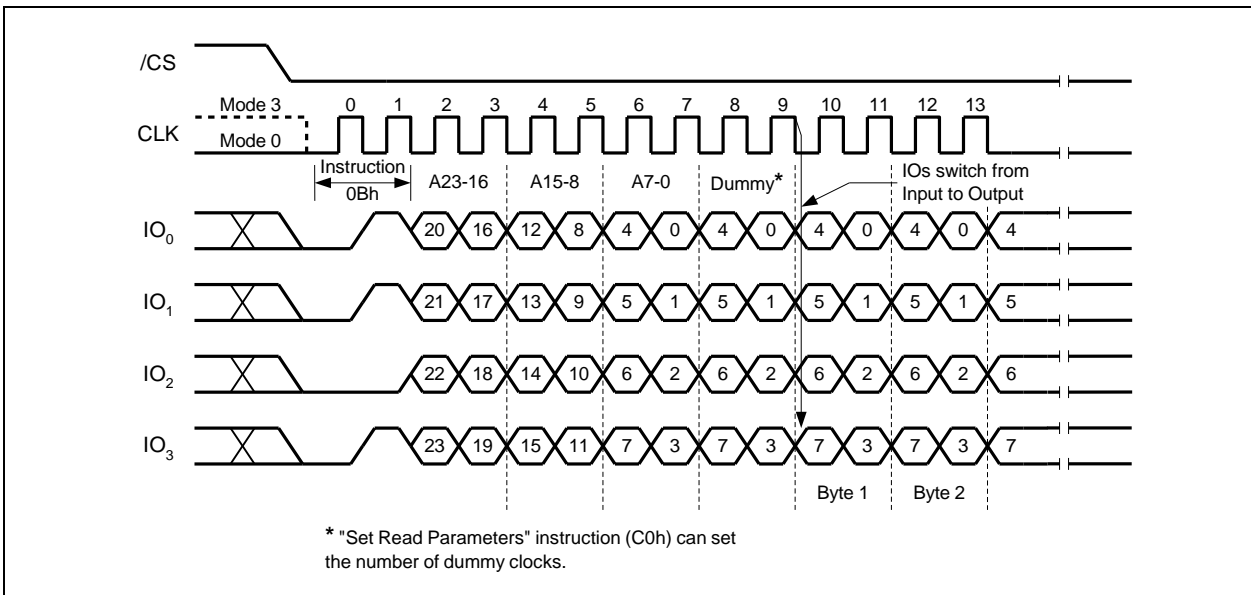 /CS
Mode 3 0 1 2 3 4 5 6 7 8 9 10 11 12 13
CLK Mode 0
Instruction
0Bh A23-16 A15-8 A7-0 Dummy*
IOs switch from
Input to Output
IO0 20 16 12 8 4 0 4 0 4 0 4 0 4
IO1 21 17 13 9 5 1 5 1 5 1 5 1 5
IO2 22 18 14 10 6 2 6 2 6 2 6 2 6
IO3 23 19 15 11 7 3 7 3 7 3 7 3 7
Byte 1 Byte 2
* "Set Read Parameters" instruction (C0h) can set
the number of dummy clocks.